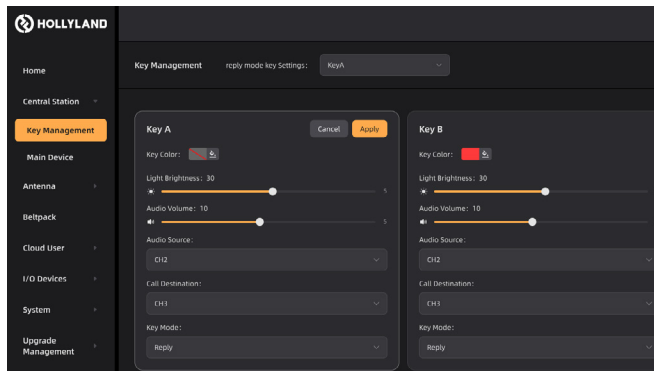 HOLLYLAND
Home
Key Management reply mode key Settings: KeyA
Central Station
Key Management
Main Device
Antenna
Beltpack
Cloud User
I/O Devices
System
Upgrade
Management
Key A Cancel Apply
Key Color:
Light Brightness: 30
5
Audio Volume: 10
5
Audio Source:
CH2
Call Destination:
CH3
Key Mode:
Reply
Key B
Key Color:
Light Brightness: 30
Audio Volume: 10
Audio Source:
CH2
Call Destination:
CH3
Key Mode:
Reply